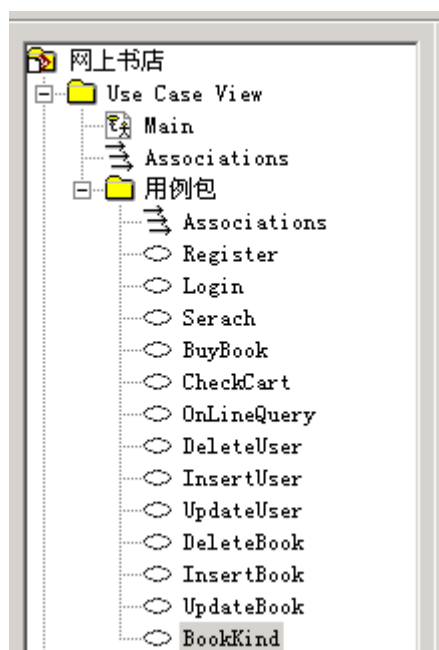 网上书店
Use Case View
Main
Associations
用例包
Associations
Register
Login
Serach
BuyBook
CheckCart
OnLineQuery
DeleteUser
InsertUser
UpdateUser
DeleteBook
InsertBook
UpdateBook
BookKind